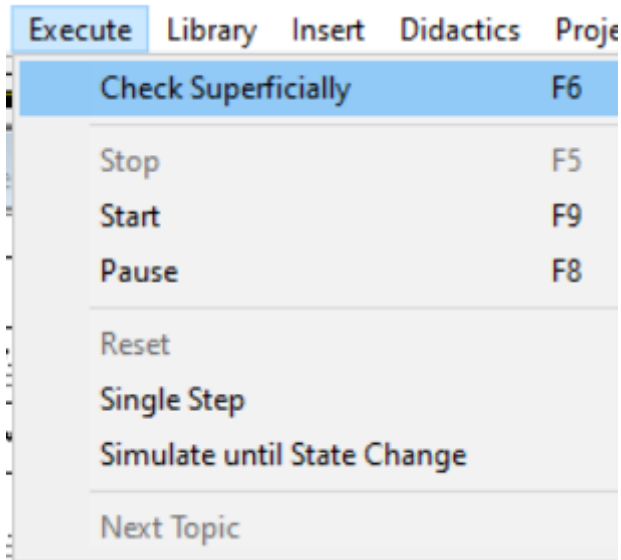 Execute Library Insert Didactics Proje
Check Superficially F6
Stop F5
Start F9
Pause F8
Reset
Single Step
Simulate until State Change
Next Topic